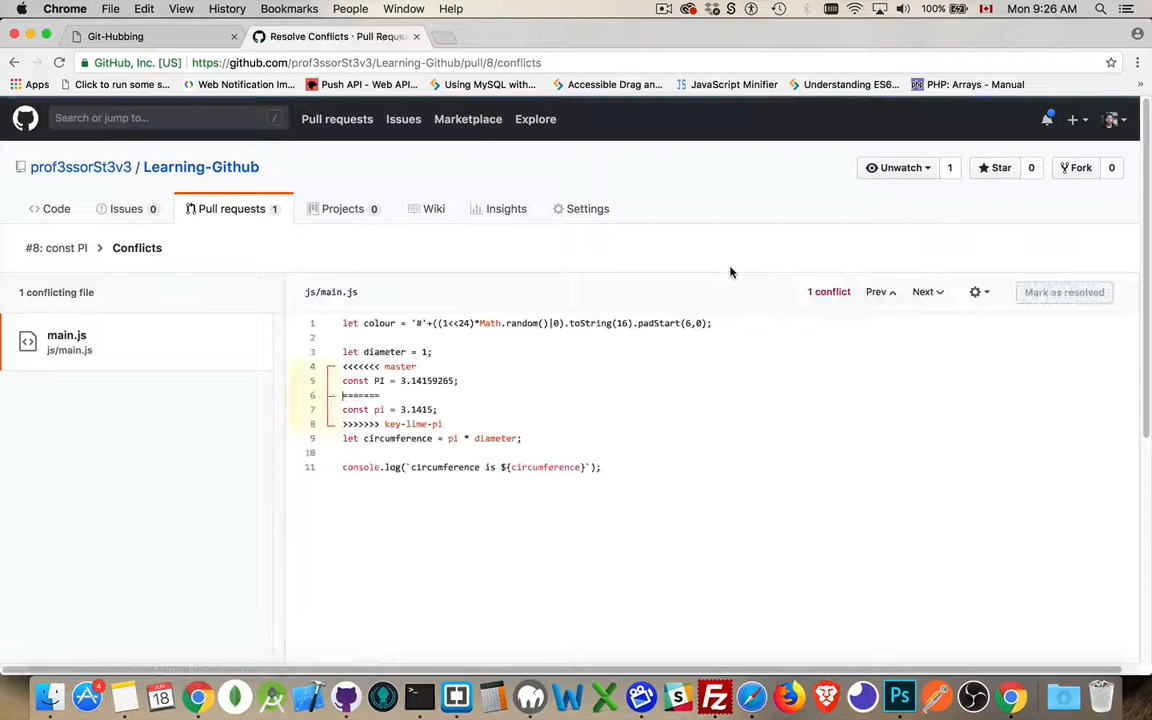 Chrome File Edit View History Bookmarks People Window Help 100% Mon 9:26 AM
Git-Hubbing × Resolve Conflicts · Pull Reque ×
GitHub, Inc. [US] https://github.com/prof3ssorSt3v3/Learning-Github/pull/8/conflicts
Apps Click to run some s... Web Notification Im... Push API - Web API... Using MySQL with... Accessible Drag an... JavaScript Minifier Understanding ES6... PHP: Arrays - Manual
Search or jump to... / Pull requests Issues Marketplace Explore
prof3ssorSt3v3 / Learning-Github Unwatch 1 Star 0 Fork 0
Code Issues 0 Pull requests 1 Projects 0 Wiki Insights Settings
#8: const PI > Conflicts
1 conflicting file js/main.js 1 conflict Prev Next Mark as resolved
main.js
js/main.js
1 let colour = '#'+((1<<24)*Math.random()|0).toString(16).padStart(6,0);
2
3 let diameter = 1;
4 <<<<<<< master
5 const PI = 3.14159265;
6 =======
7 const pi = 3.1415;
8 >>>>>>> key-lime-pi
9 let circumference = pi * diameter;
10
11 console.log(`circumference is ${circumference}`);
4
JUN
18
Ps